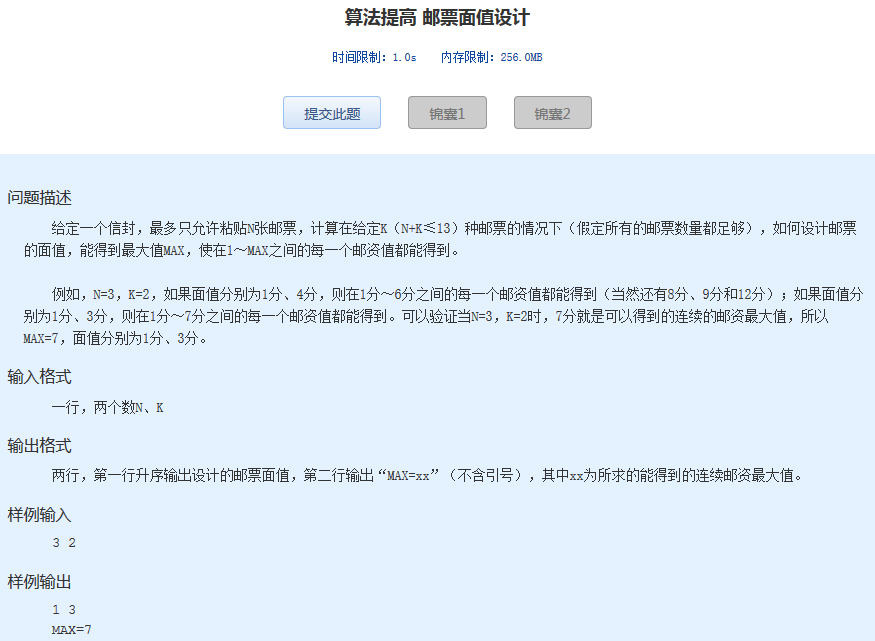 算法提高 邮票面值设计
时间限制：1.0s 内存限制：256.0MB
提交此题 锦囊1 锦囊2
问题描述
给定一个信封，最多只允许粘贴N张邮票，计算在给定K（N+K≤13）种邮票的情况下（假定所有的邮票数量都足够），如何设计邮票
的面值，能得到最大值MAX，使在1～MAX之间的每一个邮资值都能得到。
例如，N=3，K=2，如果面值分别为1分、4分，则在1分～6分之间的每一个邮资值都能得到（当然还有8分、9分和12分）；如果面值分
别为1分、3分，则在1分～7分之间的每一个邮资值都能得到。可以验证当N=3，K=2时，7分就是可以得到的连续的邮资最大值，所以
MAX=7，面值分别为1分、3分。
输入格式
一行，两个数N、K
输出格式
两行，第一行升序输出设计的邮票面值，第二行输出“MAX=xx”（不含引号），其中xx为所求的能得到的连续邮资最大值。
样例输入
3 2
样例输出
1 3
MAX=7